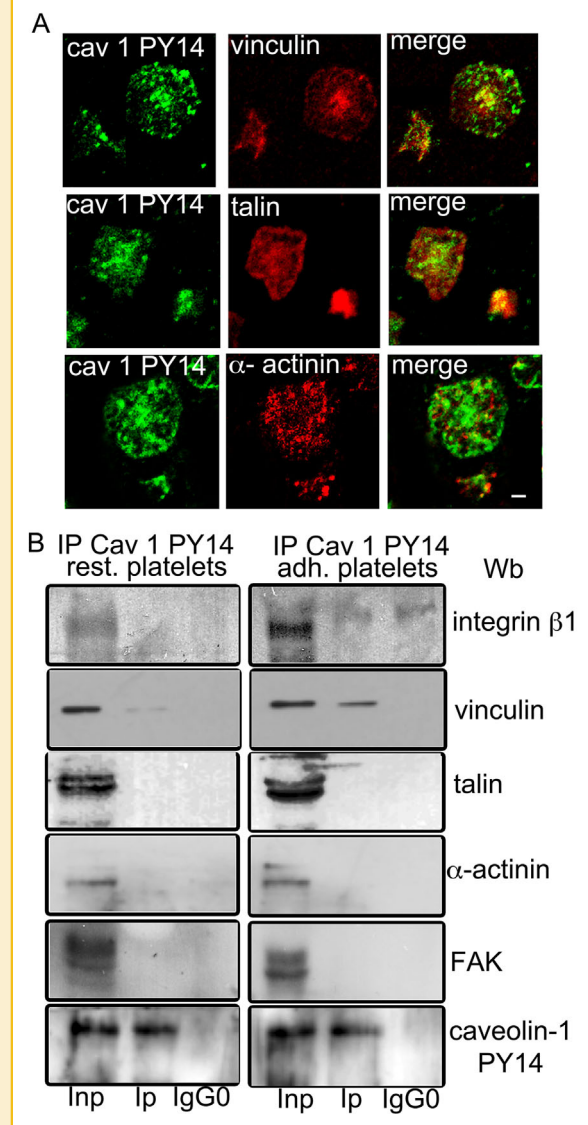 A
cav 1 PY14 vinculin merge
cav 1 PY14 talin merge
cav 1 PY14 α- actinin merge
B
IP Cav 1 PY14
rest. platelets
IP Cav 1 PY14
adh. platelets
Wb
integrin β1
vinculin
talin
α-actinin
FAK
caveolin-1
PY14
Inp Ip IgG0 Inp Ip IgG0